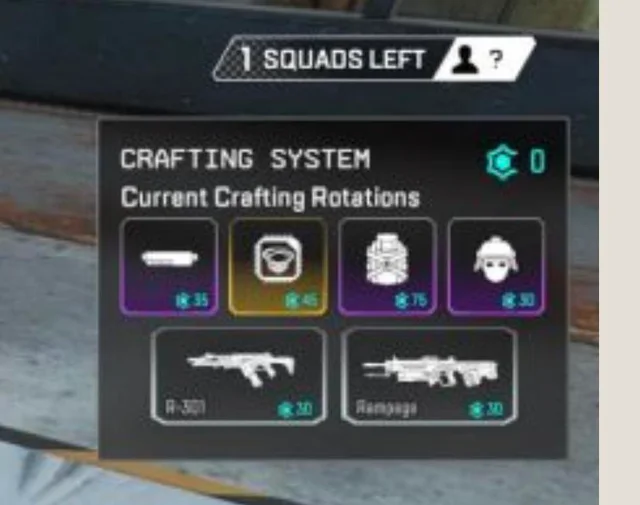 1 SQUADS LEFT ?
CRAFTING SYSTEM 0
Current Crafting Rotations
35 45 75 30
R-301 30 Rampage 30